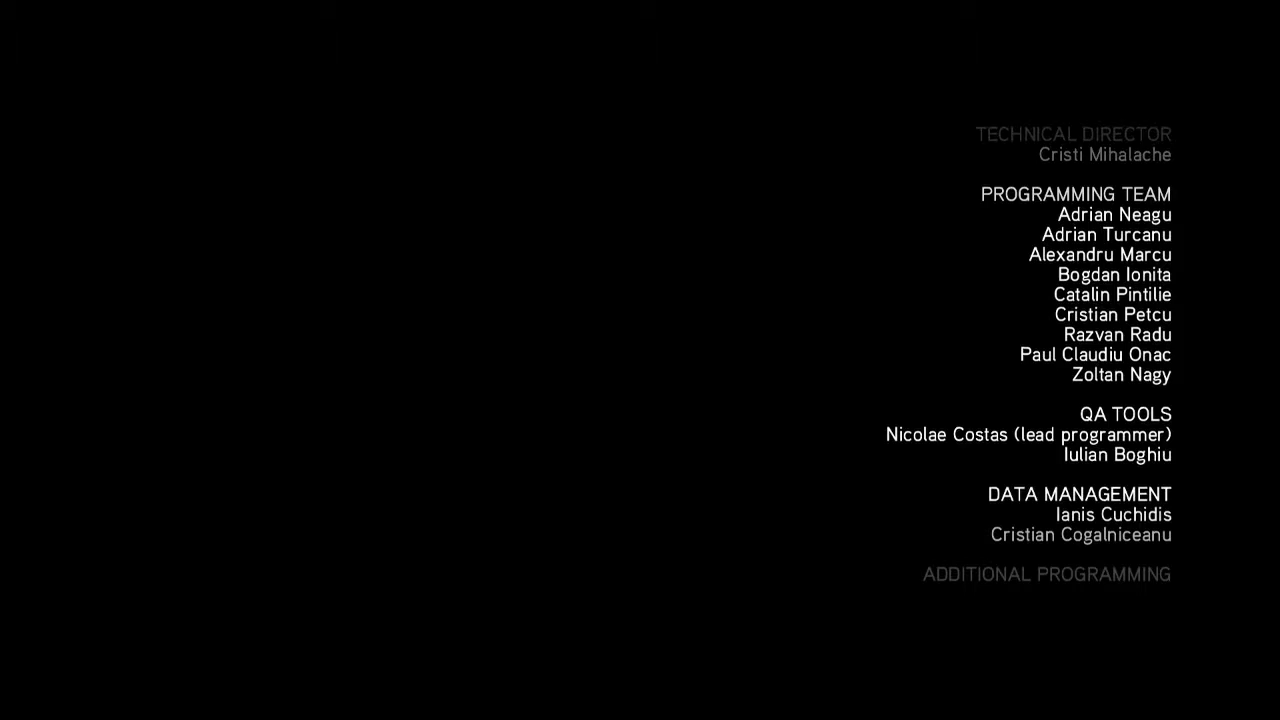 TECHNICAL DIRECTOR
Cristi Mihalache
PROGRAMMING TEAM
Adrian Neagu
Adrian Turcanu
Alexandru Marcu
Bogdan Ionita
Catalin Pintilie
Cristian Petcu
Razvan Radu
Paul Claudiu Onac
Zoltan Nagy
QA TOOLS
Nicolae Costas (lead programmer)
Iulian Boghiu
DATA MANAGEMENT
Ianis Cuchidis
Cristian Cogalniceanu
ADDITIONAL PROGRAMMING